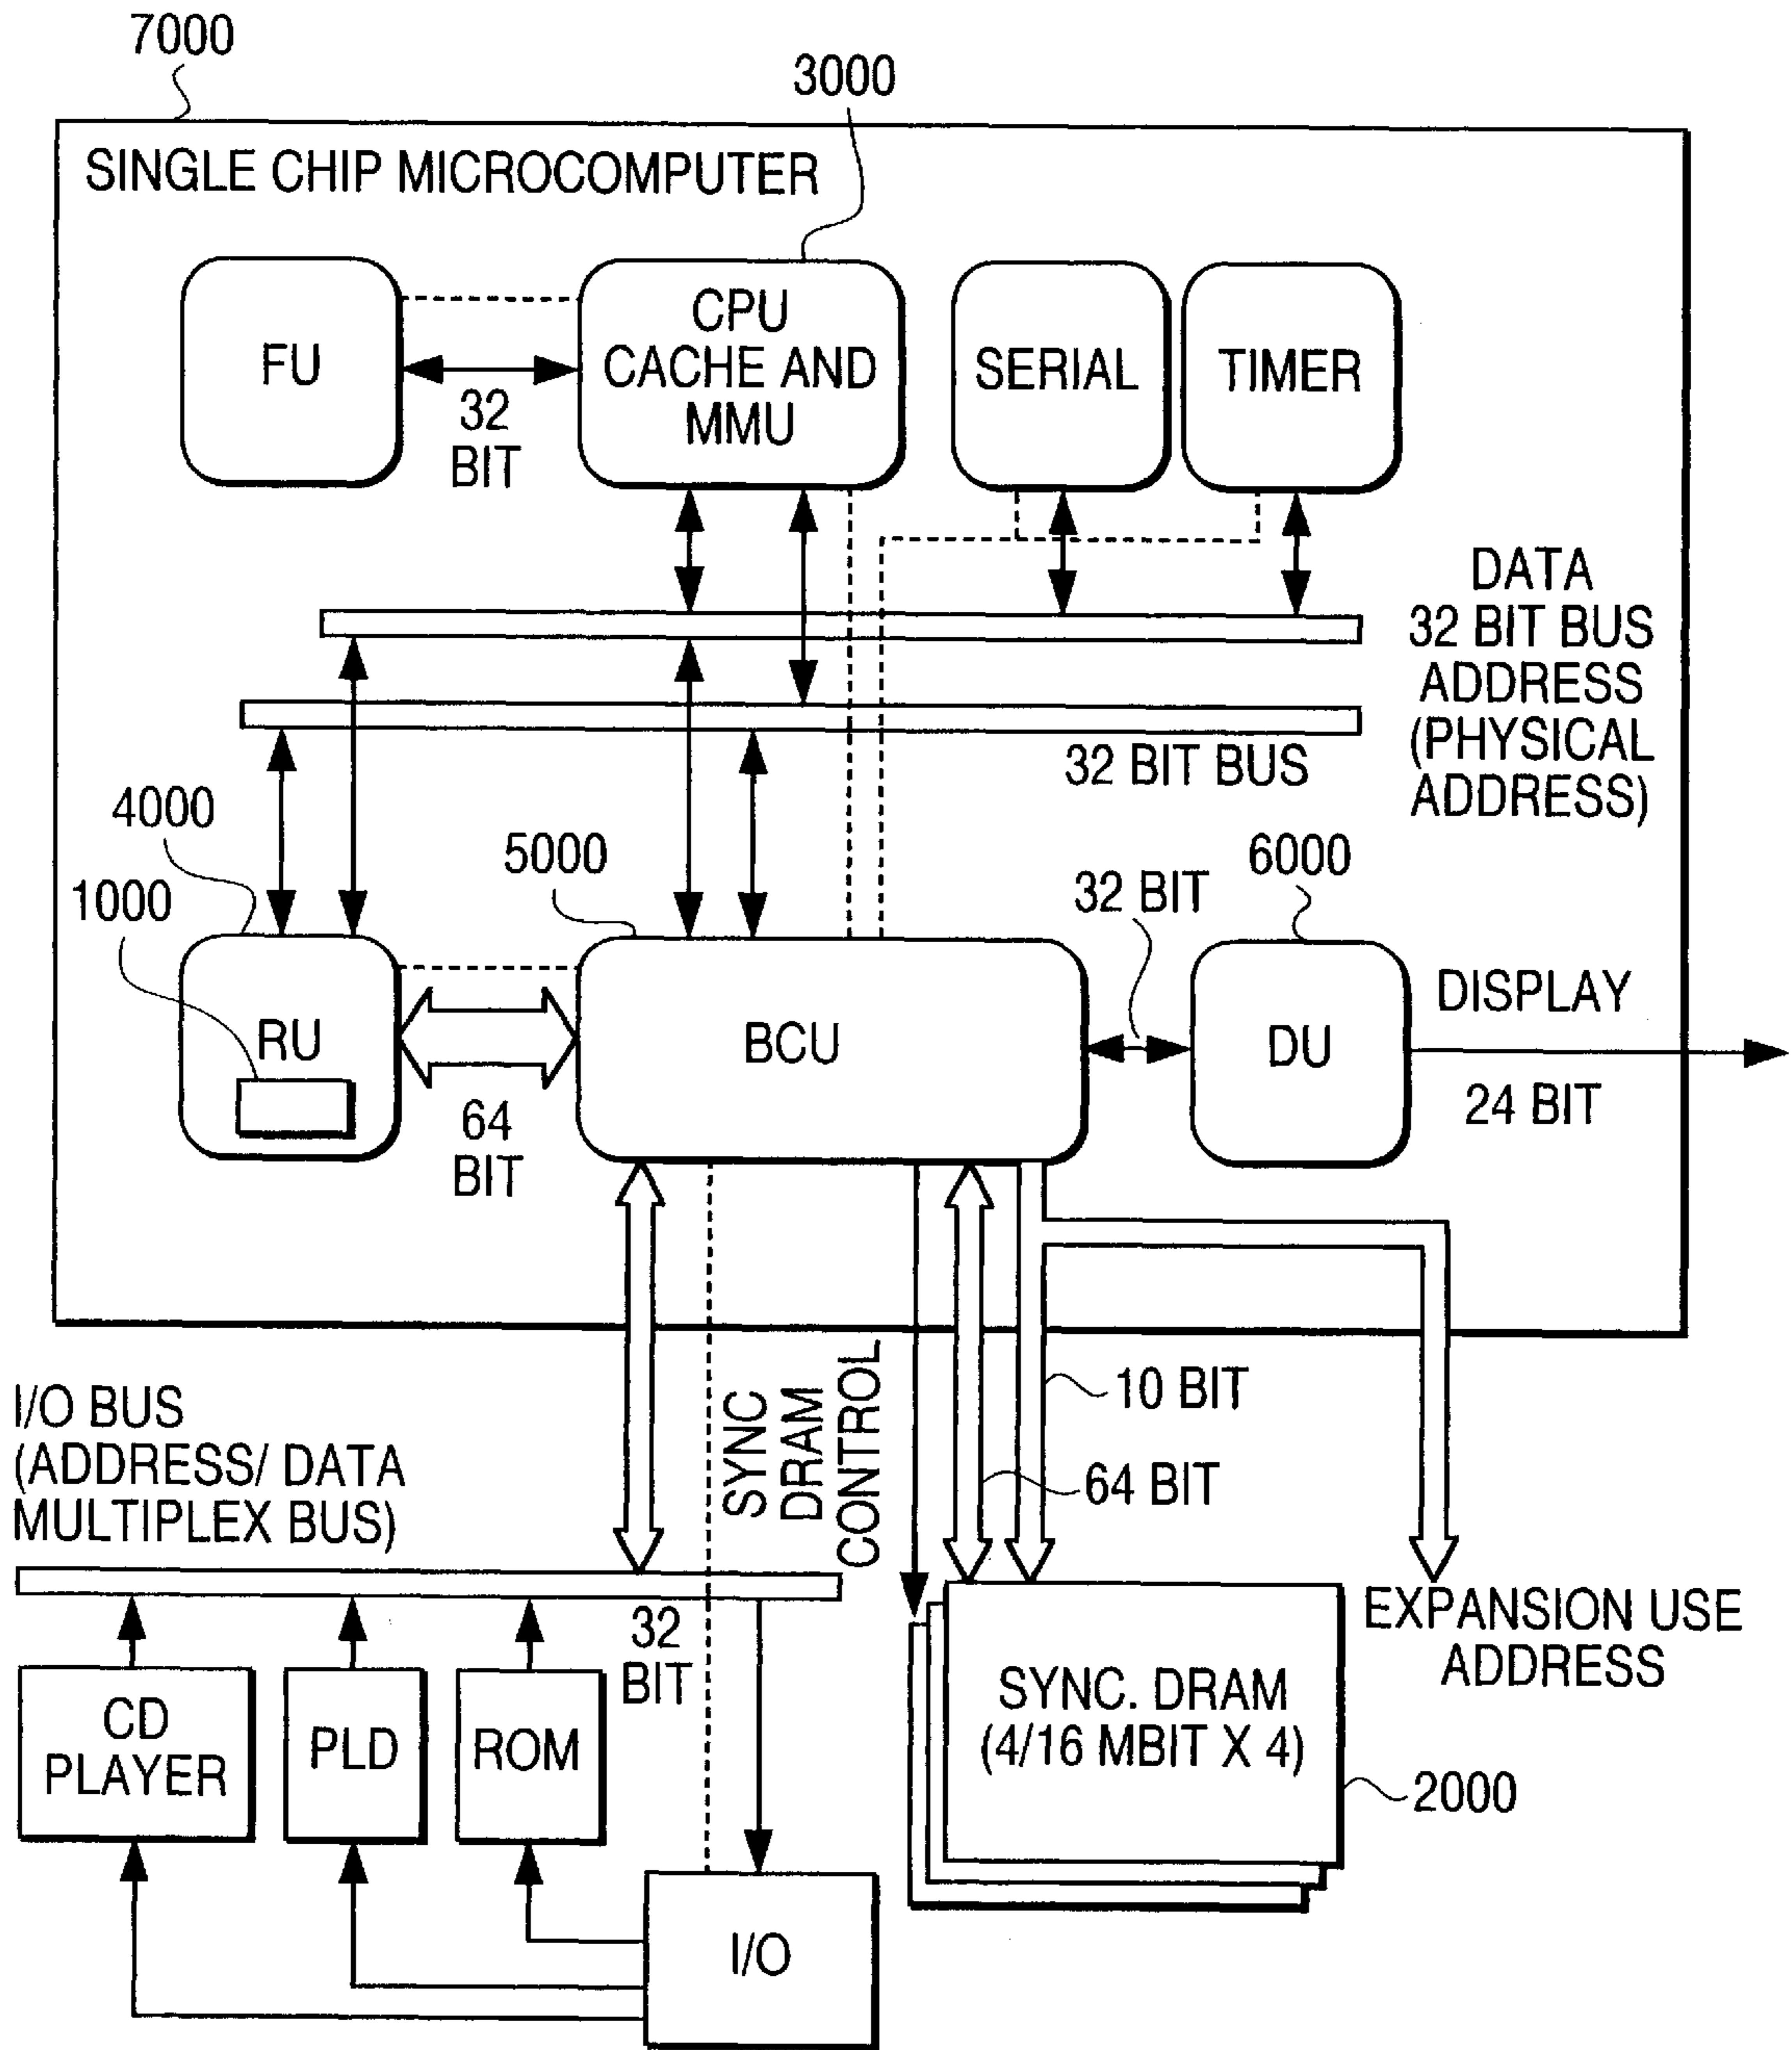 7000
3000
SINGLE CHIP MICROCOMPUTER
FU
32
BIT
CPU
CACHE AND
MMU
SERIAL
TIMER
DATA
32 BIT BUS
ADDRESS
(PHYSICAL
ADDRESS)
32 BIT BUS
4000
1000
5000
32 BIT
6000
RU
64
BIT
BCU
DU
DISPLAY
24 BIT
I/O BUS
(ADDRESS/ DATA
MULTIPLEX BUS)
SYNC
DRAM
CONTROL
10 BIT
64 BIT
32
BIT
EXPANSION USE
ADDRESS
CD
PLAYER
PLD
ROM
SYNC. DRAM
(4/16 MBIT X 4)
2000
I/O